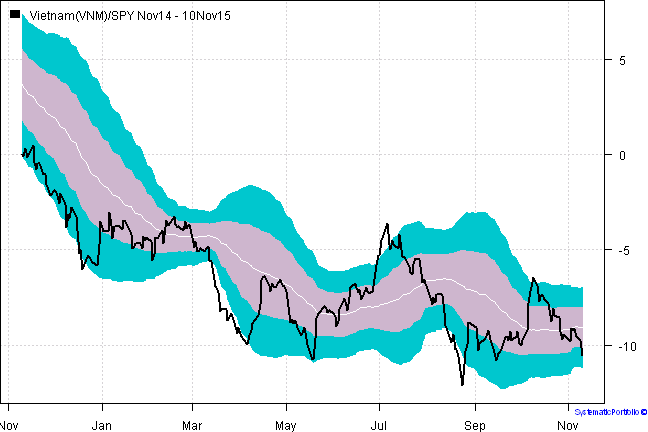 Vietnam(VNM)/SPY Nov14 - 10Nov15
5
0
-5
-10
Nov Jan Mar May Jul Sep Nov
SystematicPortfolio ©